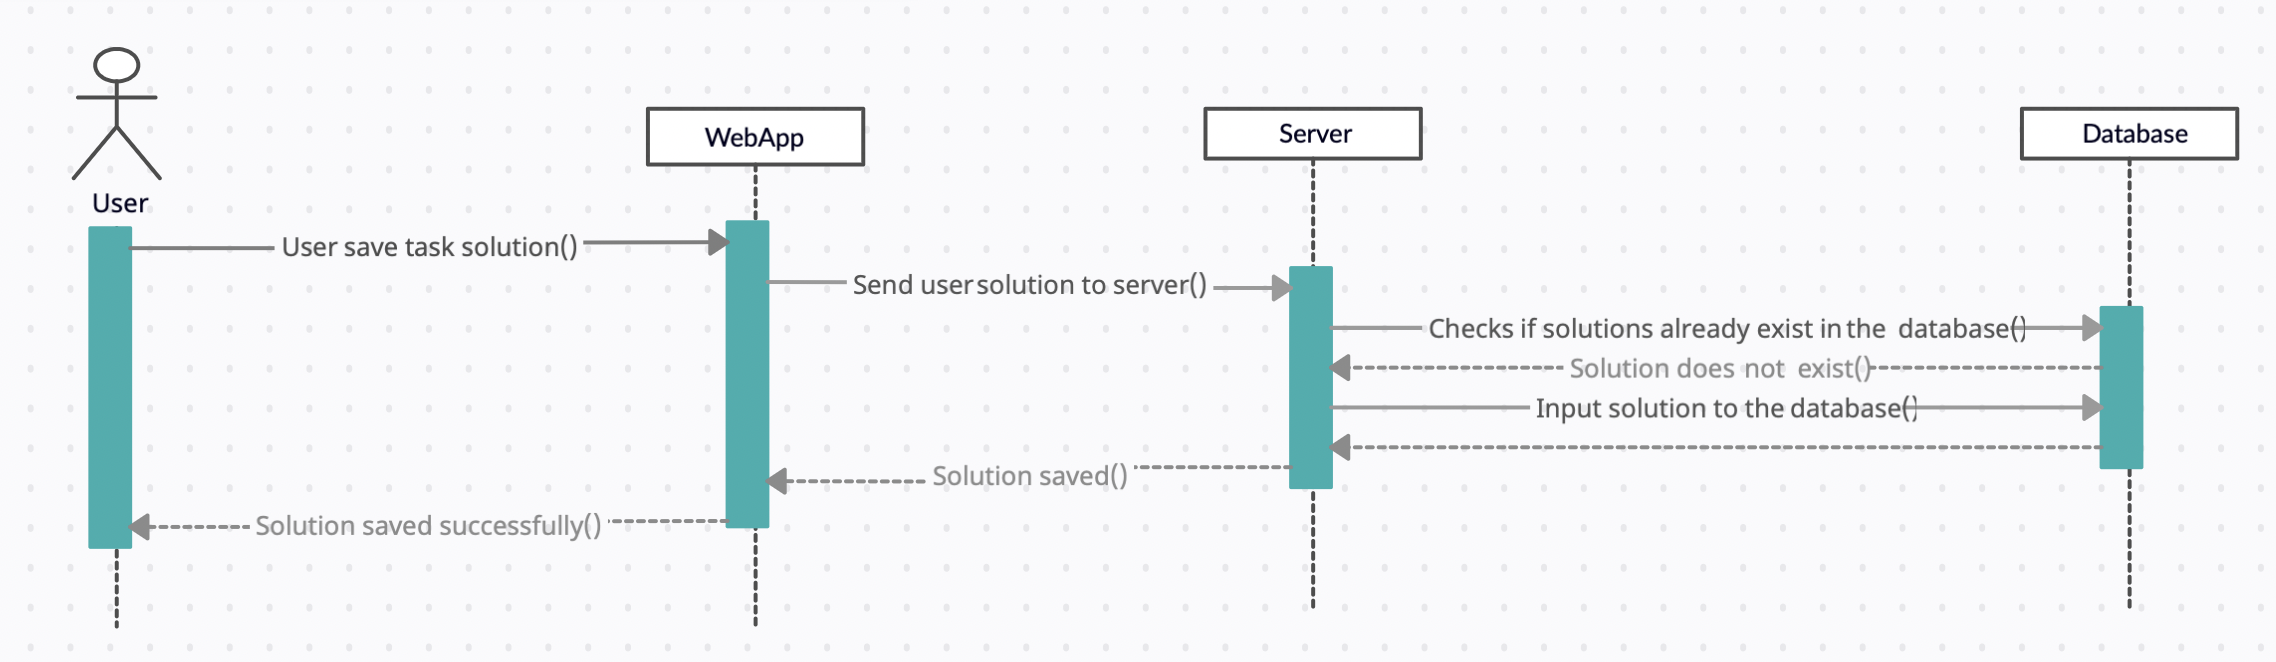 WebApp
Server
Database
User
User save task solution()
Send user solution to server()
Checks if solutions already exist in the database()
Solution does not exist()
Input solution to the database()
Solution saved()
Solution saved successfully()